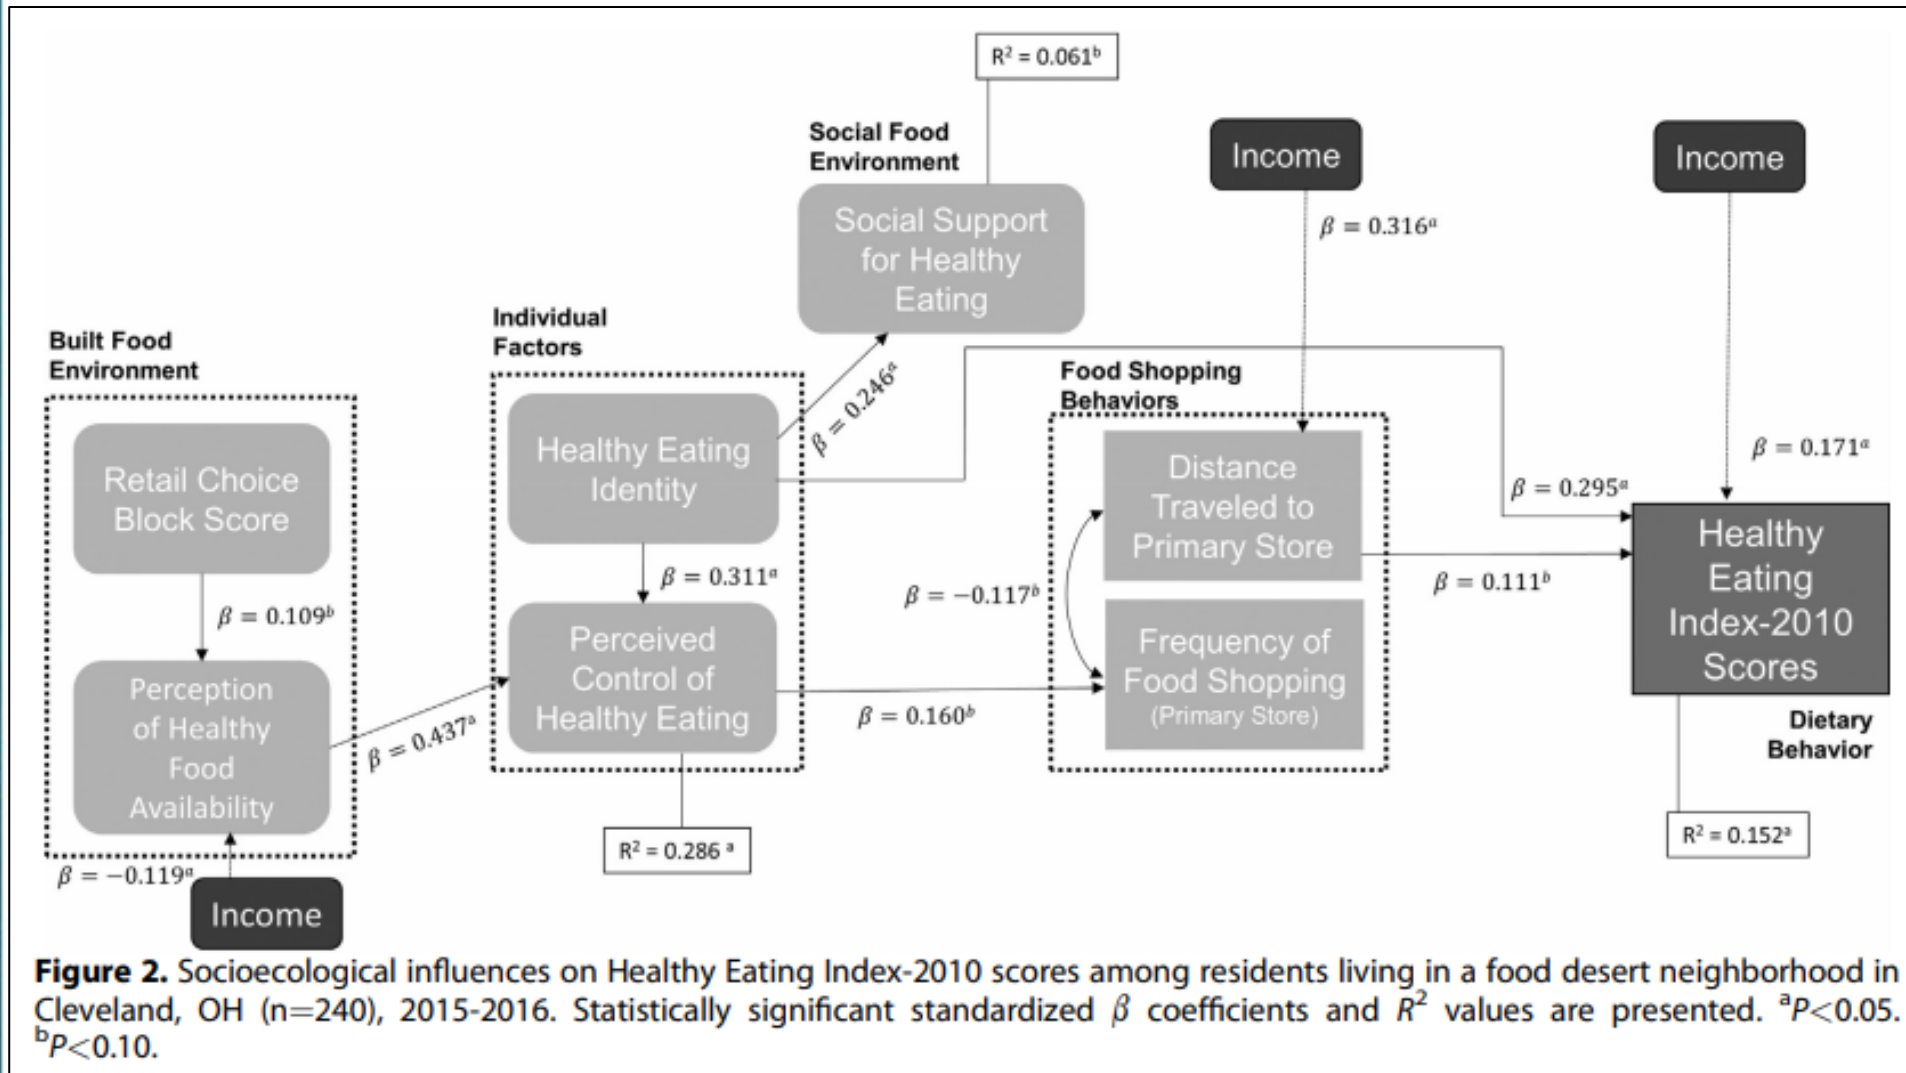 R² = 0.061ᵇ
Social Food
Environment
Income
Income
Social Support
for Healthy
Eating
β = 0.316ᵃ
Built Food
Environment
Individual
Factors
β = 0.246ᵃ
Food Shopping
Behaviors
Retail Choice
Block Score
Healthy Eating
Identity
Distance
Traveled to
Primary Store
β = 0.171ᵃ
β = 0.295ᵃ
β = 0.109ᵇ
β = 0.311ᵃ
β = −0.117ᵇ
β = 0.111ᵇ
Healthy
Eating
Index-2010
Scores
Perception
of Healthy
Food
Availability
β = 0.437ᵃ
Perceived
Control of
Healthy Eating
β = 0.160ᵇ
Frequency of
Food Shopping
(Primary Store)
Dietary
Behavior
β = −0.119ᵃ
Income
R² = 0.286 ᵃ
R² = 0.152ᵃ
Figure 2. Socioecological influences on Healthy Eating Index-2010 scores among residents living in a food desert neighborhood in
Cleveland, OH (n=240), 2015-2016. Statistically significant standardized β coefficients and R² values are presented. ᵃP<0.05.
ᵇP<0.10.